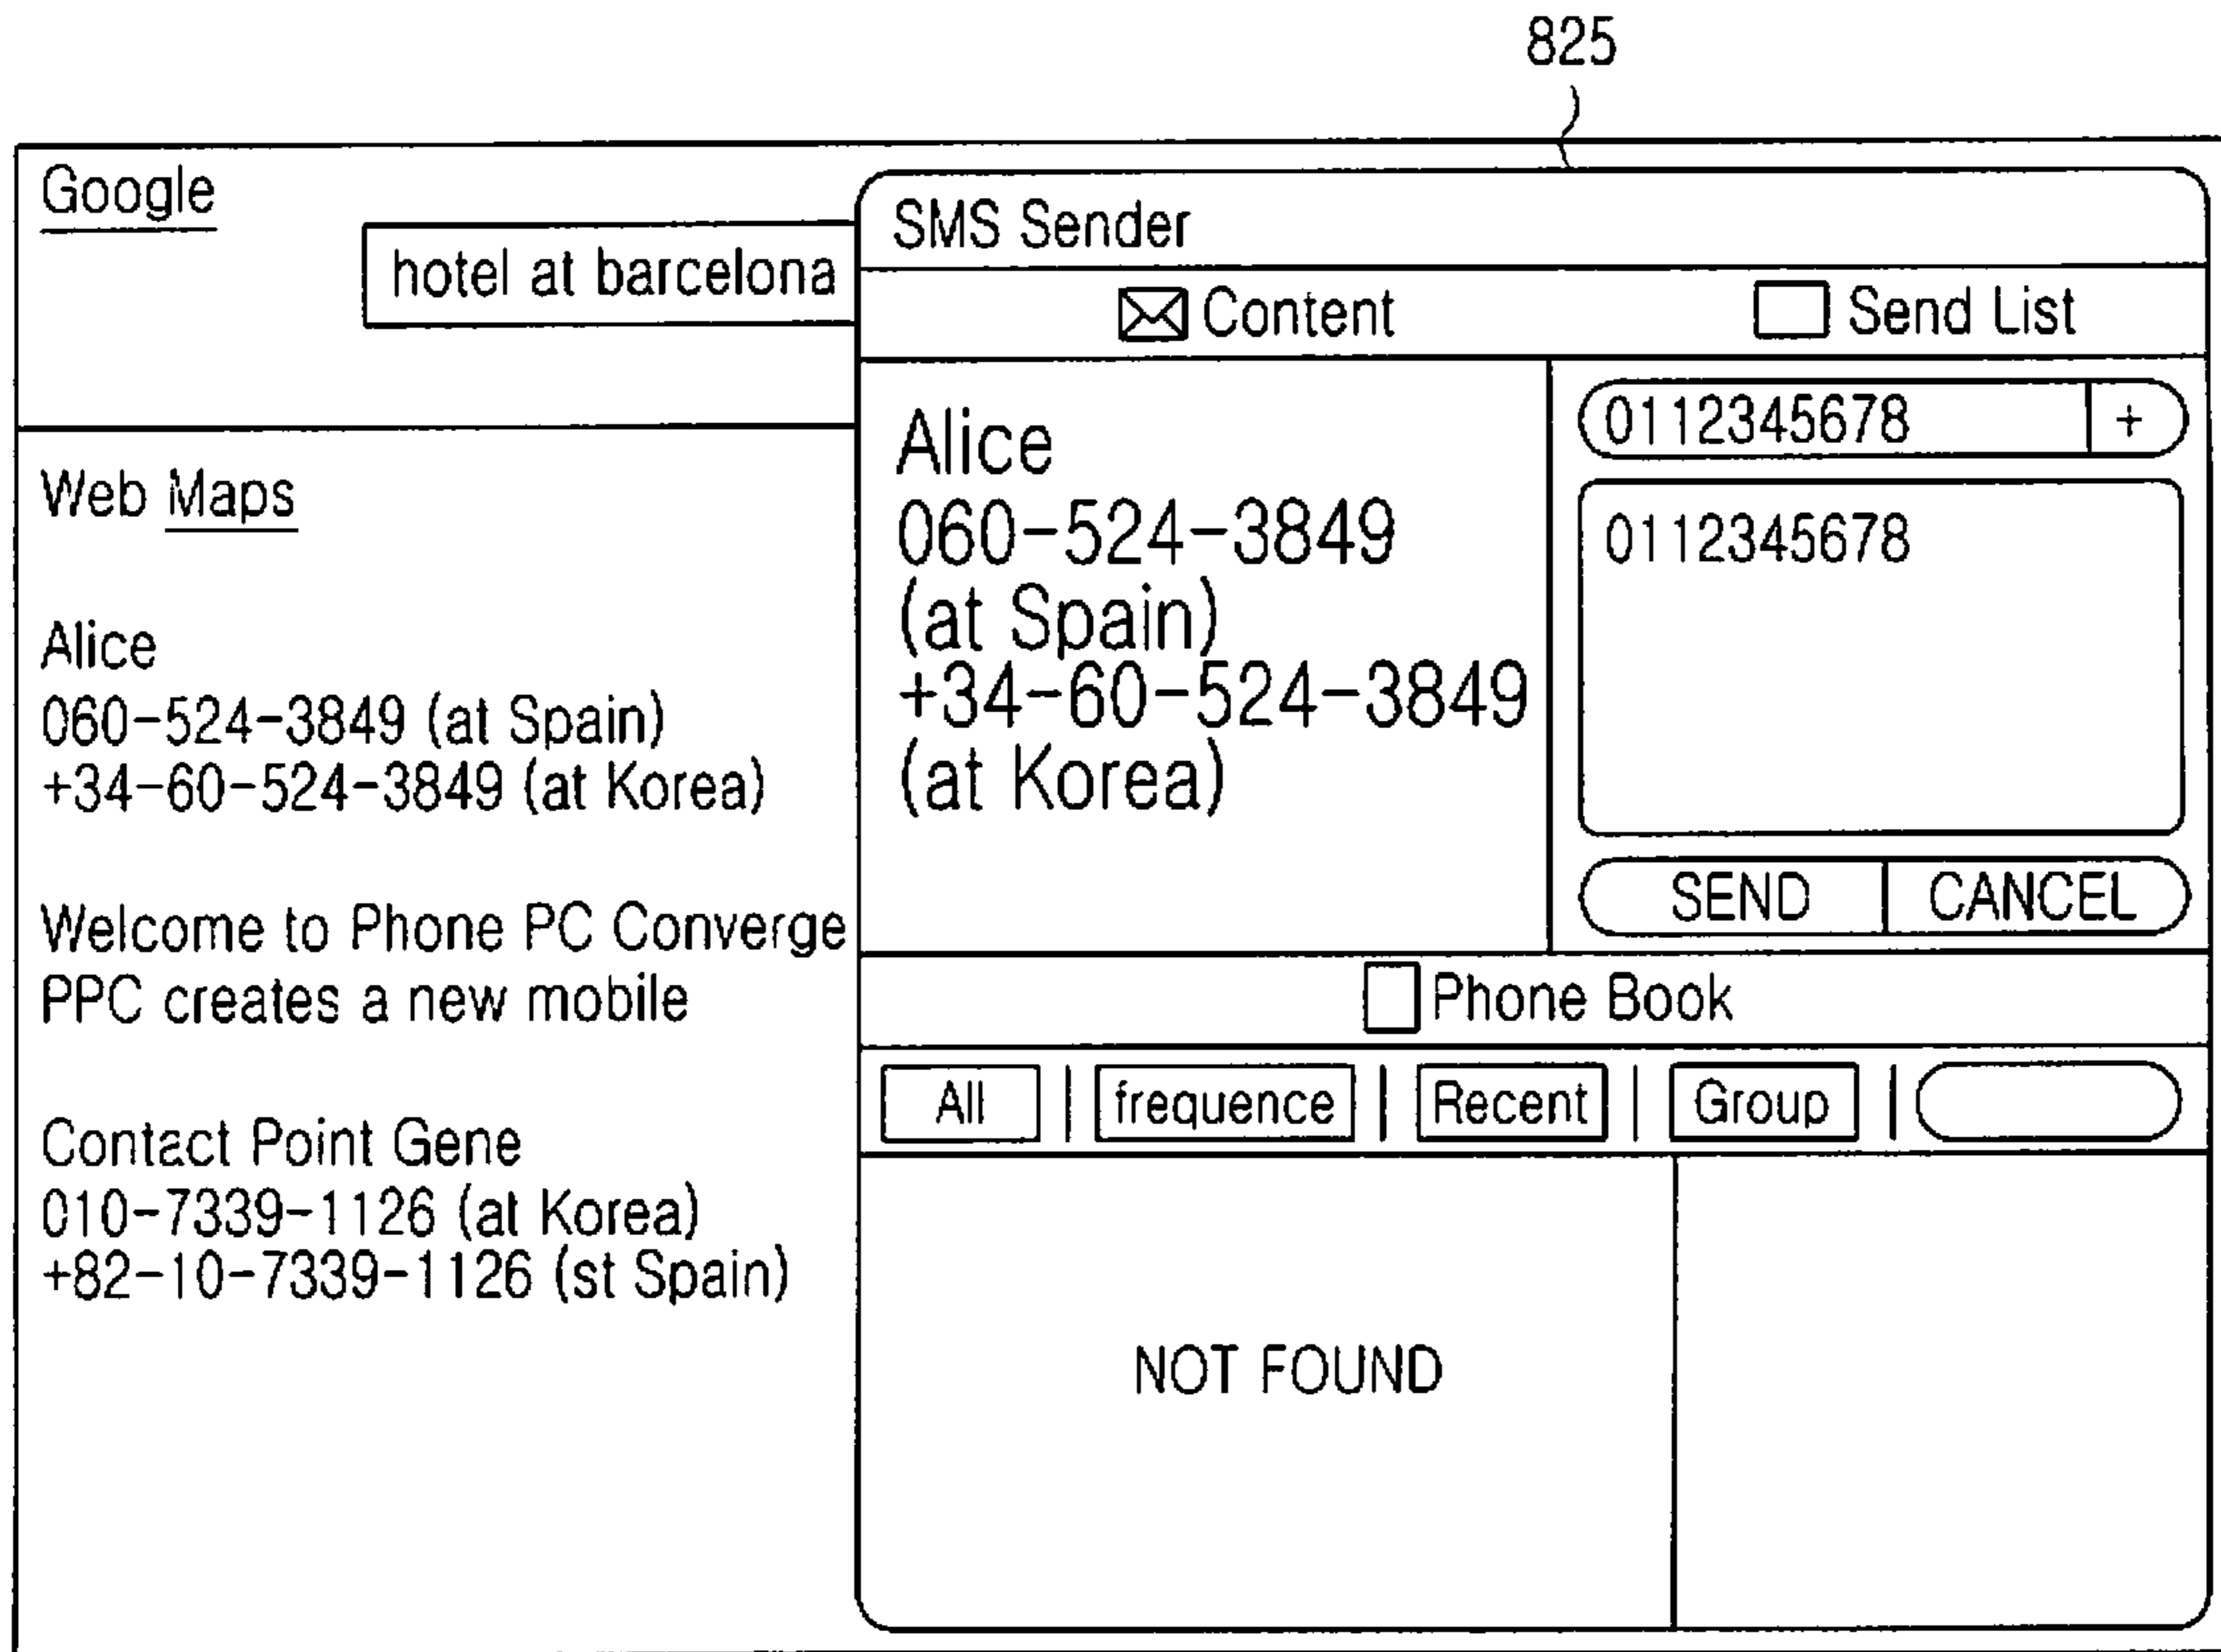 825
Google
hotel at barcelona
Web Maps
Alice
060-524-3849 (at Spain)
+34-60-524-3849 (at Korea)
Welcome to Phone PC Converge
PPC creates a new mobile
Contact Point Gene
010-7339-1126 (at Korea)
+82-10-7339-1126 (st Spain)
SMS Sender
Content
Send List
Alice
060-524-3849
(at Spain)
+34-60-524-3849
(at Korea)
0112345678 +
0112345678
SEND CANCEL
Phone Book
All | frequence | Recent | Group |
NOT FOUND